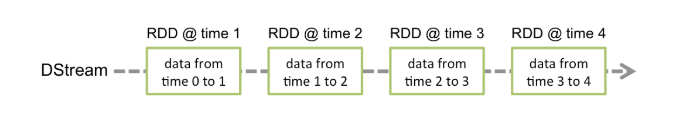 RDD @ time 1
RDD @ time 2
RDD @ time 3
RDD @ time 4
DStream
data from
time 0 to 1
data from
time 1 to 2
data from
time 2 to 3
data from
time 3 to 4